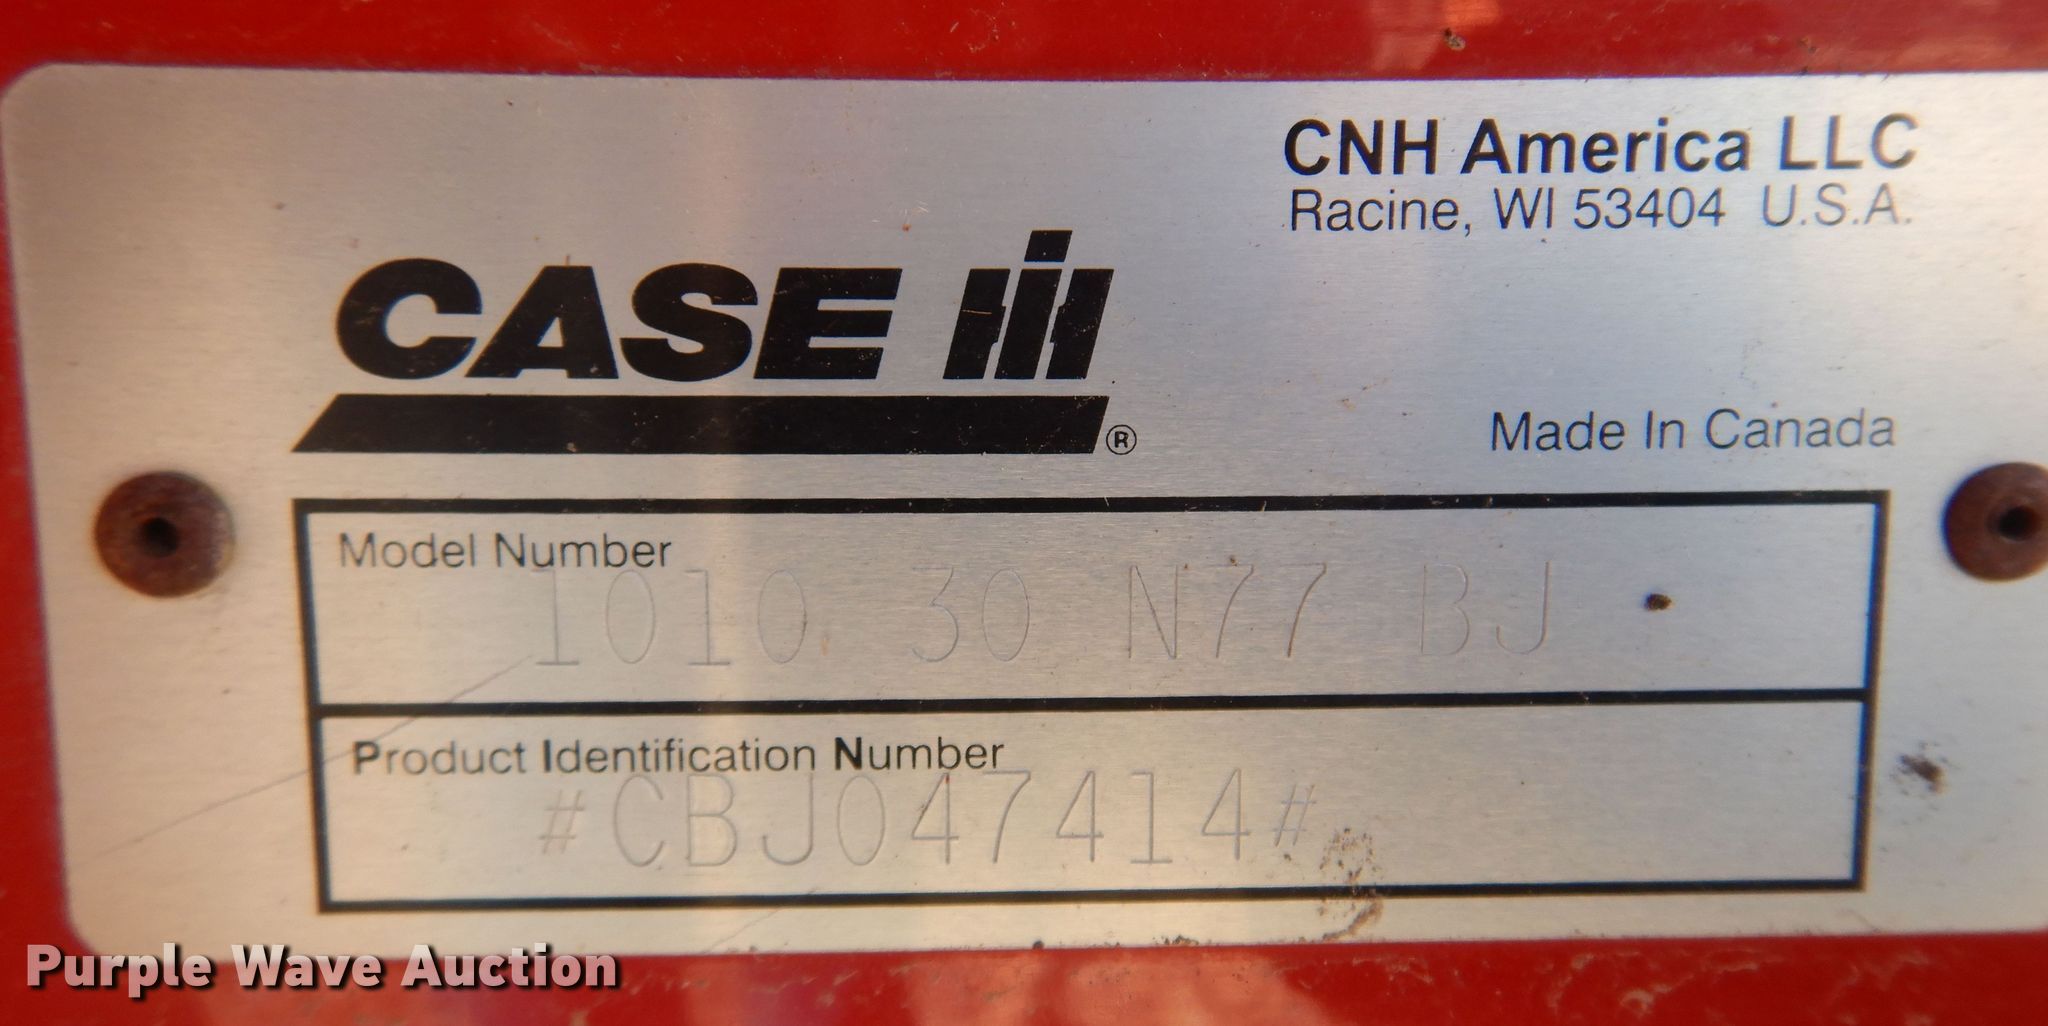 CNH America LLC
Racine, WI 53404 U.S.A.
CASE IH ®
Made In Canada
Model Number
1010 30 N77 BJ
Product Identification Number
#CBJ047414#
Purple Wave Auction